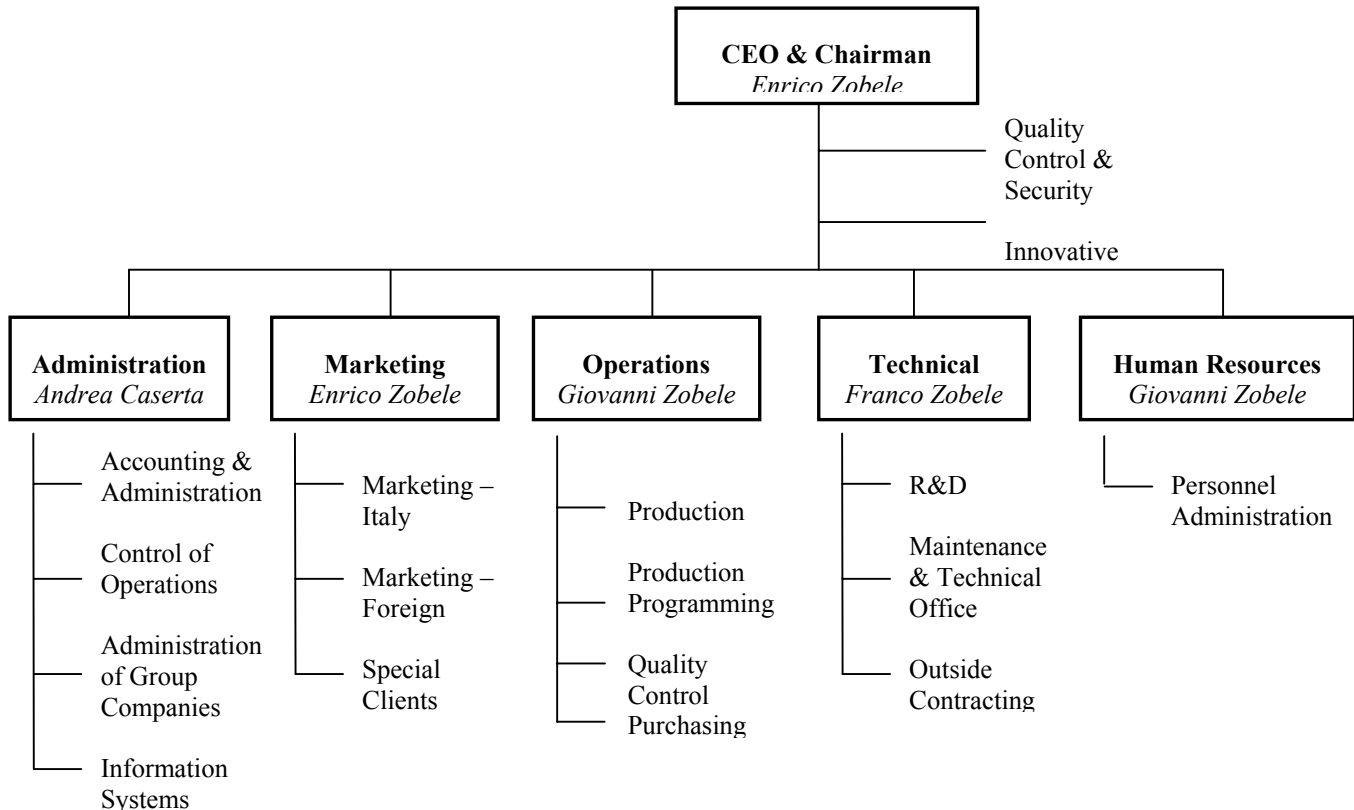 CEO & Chairman
Enrico Zobele
Quality
Control &
Security
Innovative
Administration
Andrea Caserta
Accounting &
Administration
Control of
Operations
Administration
of Group
Companies
Information
Systems
Marketing
Enrico Zobele
Marketing –
Italy
Marketing –
Foreign
Special
Clients
Operations
Giovanni Zobele
Production
Production
Programming
Quality
Control
Purchasing
Technical
Franco Zobele
R&D
Maintenance
& Technical
Office
Outside
Contracting
Human Resources
Giovanni Zobele
Personnel
Administration